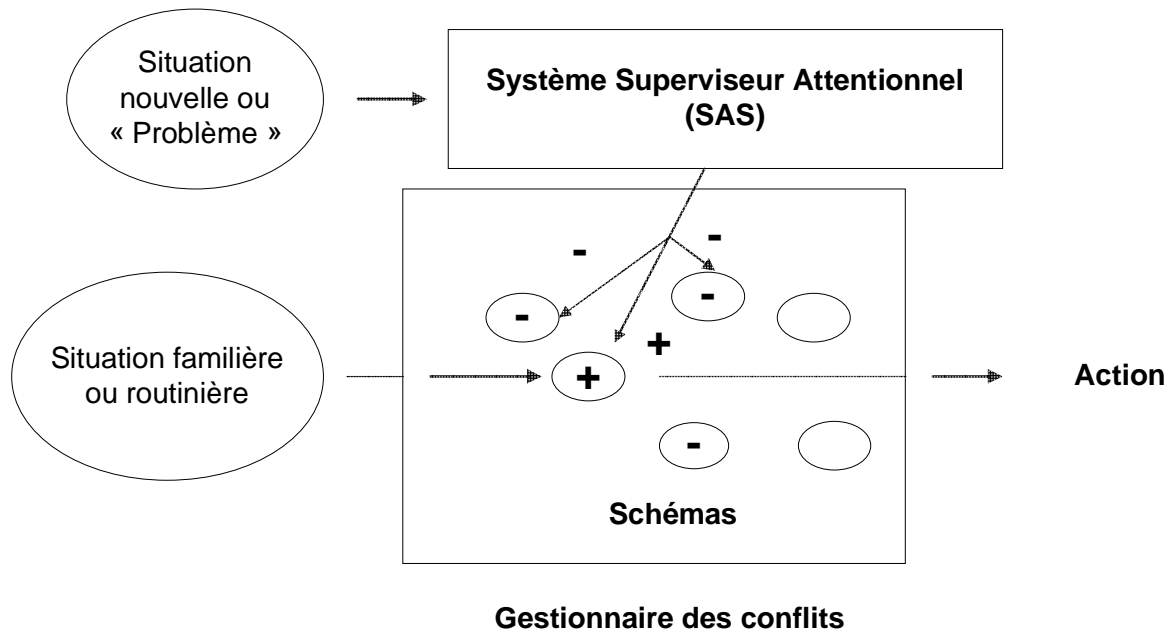 Situation
nouvelle ou
« Problème »
Système Superviseur Attentionnel
(SAS)
-
-
-
-
Situation familière
ou routinière
+
+
Action
-
Schémas
Gestionnaire des conflits